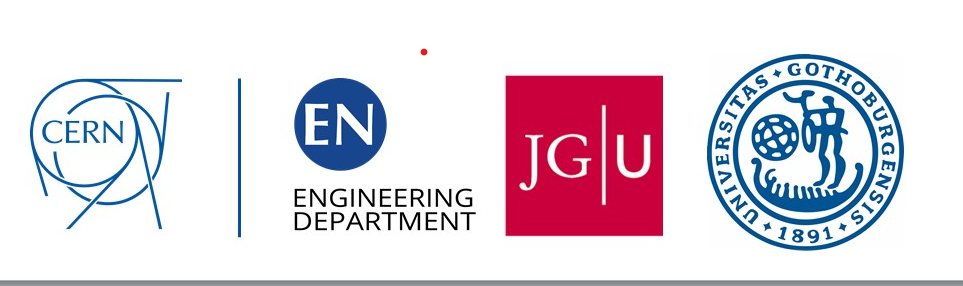 CERN
EN
ENGINEERING
DEPARTMENT
JG|U
UNIVERSITAS ✦ GOTHOBURGENSIS ✦ 1891 ✦